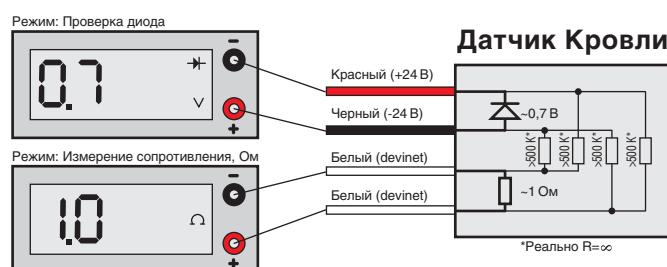 Режим: Проверка диода
−
0.7
V
+
Режим: Измерение сопротивления, Ом
−
1.0
Ω
+
Красный (+24 В)
Черный (-24 В)
Белый (devinet)
Белый (devinet)
Датчик Кровли
~0,7 В
>500 K*
>500 K*
>500 K*
>500 K*
~1 Ом
*Реально R=∞